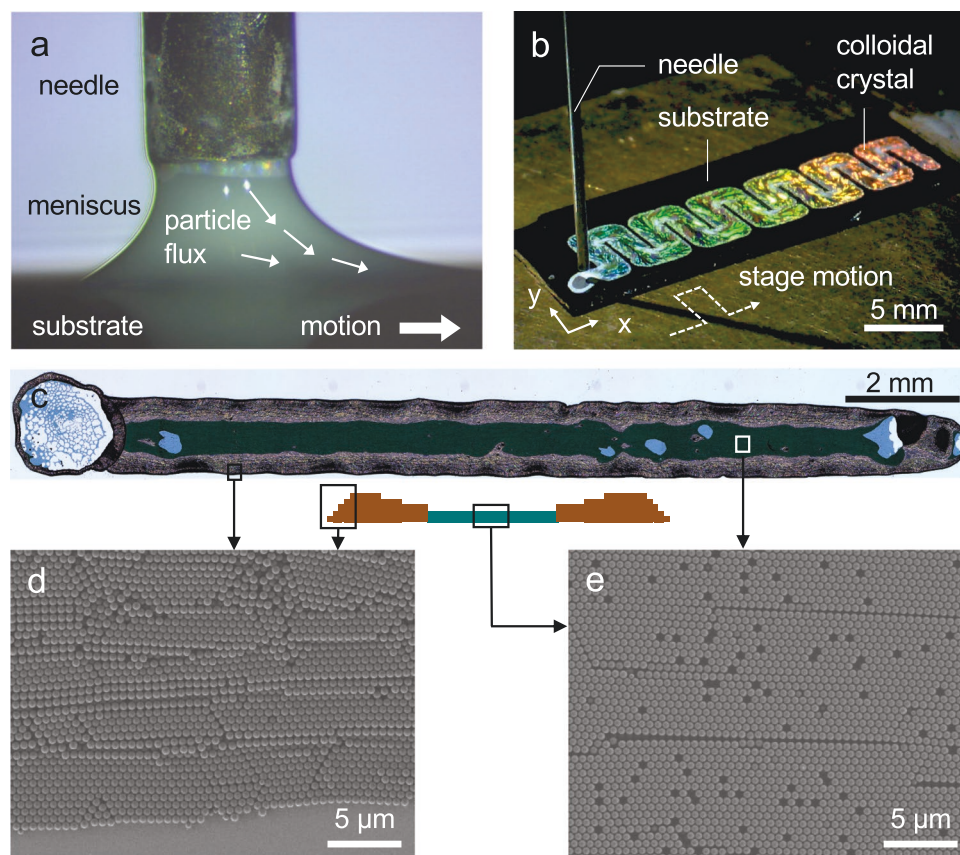 a
needle
meniscus
particle
flux
substrate
motion
b
needle
substrate
colloidal
crystal
stage motion
y
x
5 mm
c
2 mm
d
5 µm
e
5 µm